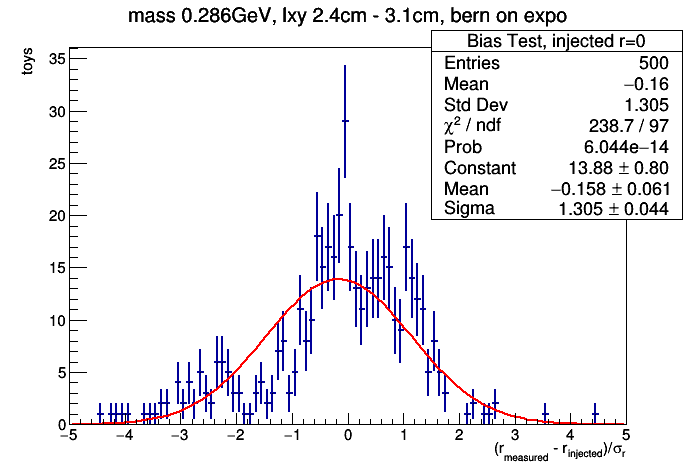 mass 0.286GeV, lxy 2.4cm - 3.1cm, bern on expo
toys
Bias Test, injected r=0
Entries 500
Mean −0.16
Std Dev 1.305
χ² / ndf 238.7 / 97
Prob 6.044e−14
Constant 13.88 ± 0.80
Mean −0.158 ± 0.061
Sigma 1.305 ± 0.044
35
30
25
20
15
10
5
0
−5 −4 −3 −2 −1 0 1 2 3 4 5
(r_measured - r_injected)/σ_r